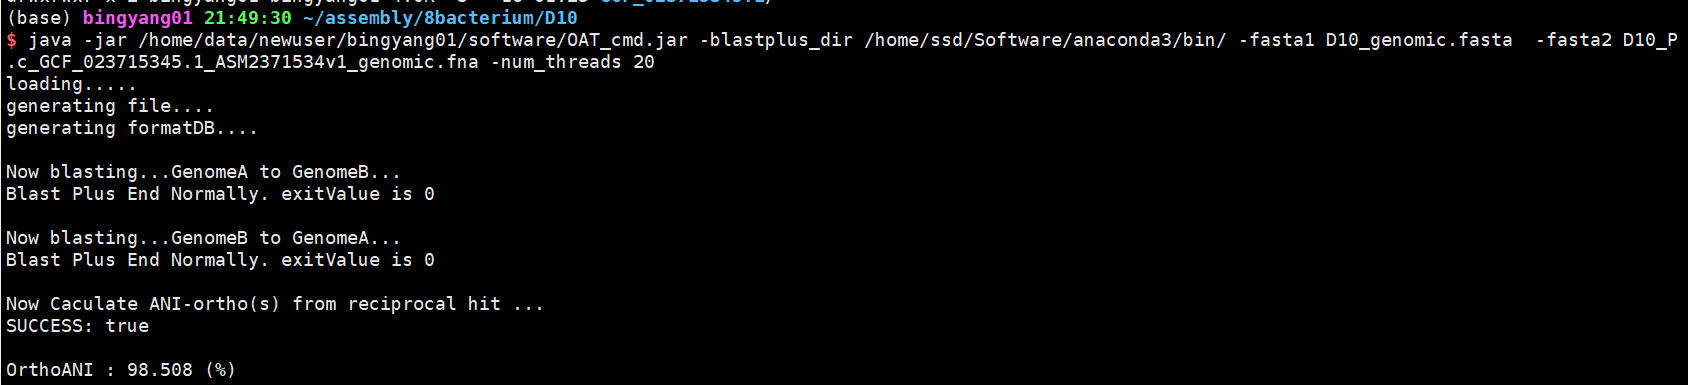 (base) bingyang01 21:49:30 ~/assembly/8bacterium/D10
$ java -jar /home/data/newuser/bingyang01/software/OAT_cmd.jar -blastplus_dir /home/ssd/Software/anaconda3/bin/ -fasta1 D10_genomic.fasta  -fasta2 D10_P
.c_GCF_023715345.1_ASM2371534v1_genomic.fna -num_threads 20
loading.....
generating file....
generating formatDB....
Now blasting...GenomeA to GenomeB...
Blast Plus End Normally. exitValue is 0
Now blasting...GenomeB to GenomeA...
Blast Plus End Normally. exitValue is 0
Now Caculate ANI-ortho(s) from reciprocal hit ...
SUCCESS: true
OrthoANI : 98.508 (%)